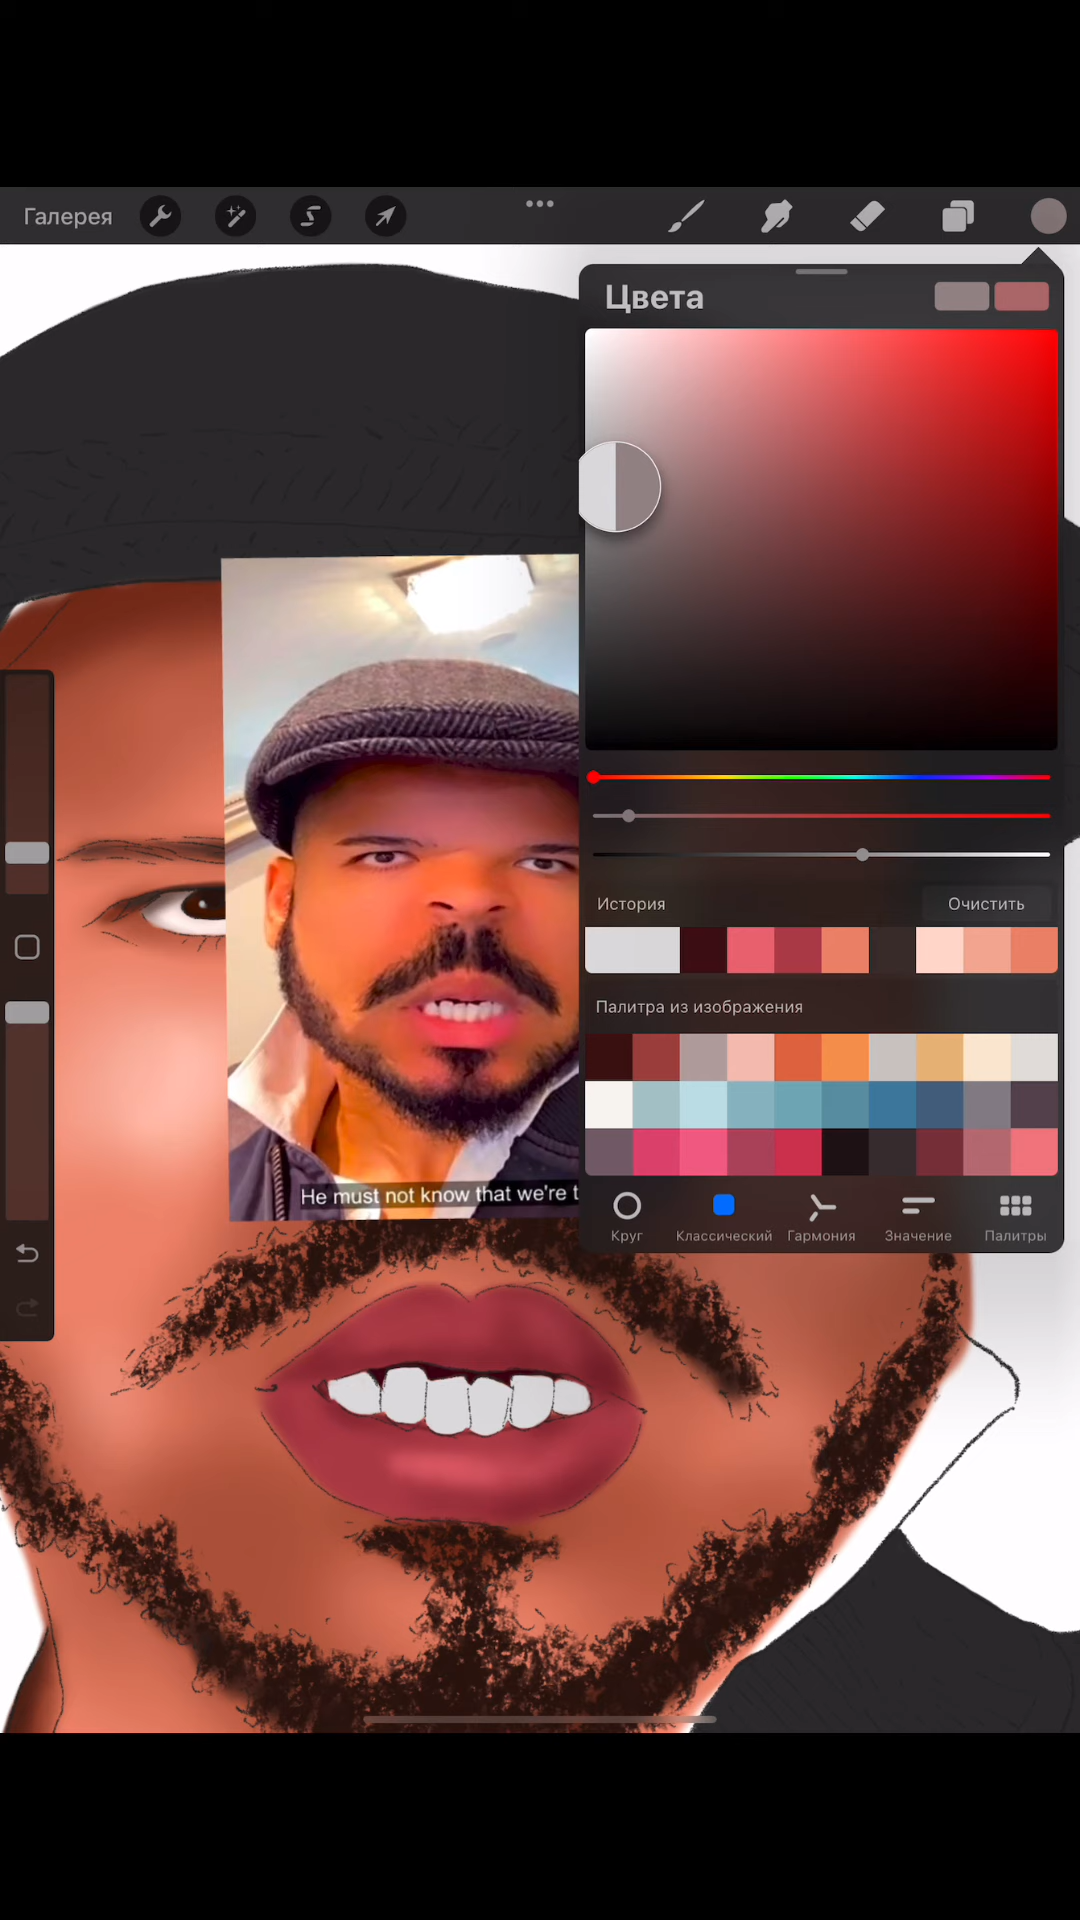 Галерея
Цвета
История
Очистить
Палитра из изображения
He must not know that we're t
Круг
Классический
Гармония
Значение
Палитры